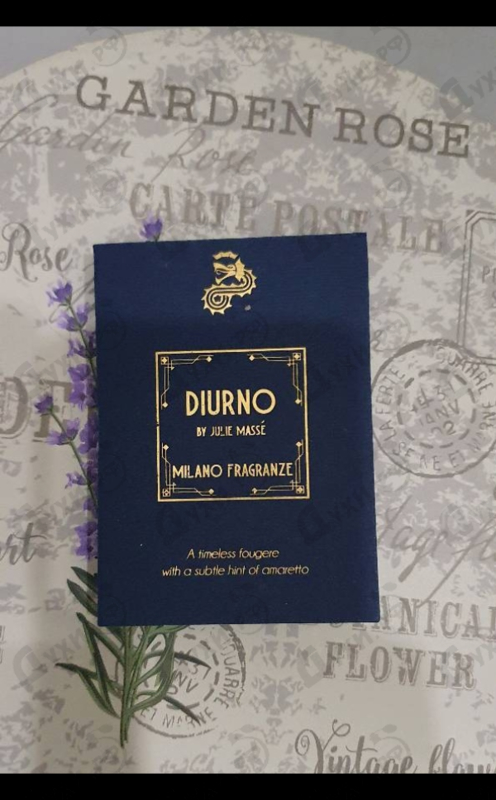 GARDEN ROSE
Garden Rose
CARTE POSTALE
Rose
DIURNO
BY JULIE MASSÉ
MILANO FRAGRANZE
A timeless fougere
with a subtle hint of amaretto
FLOWER
Vintage